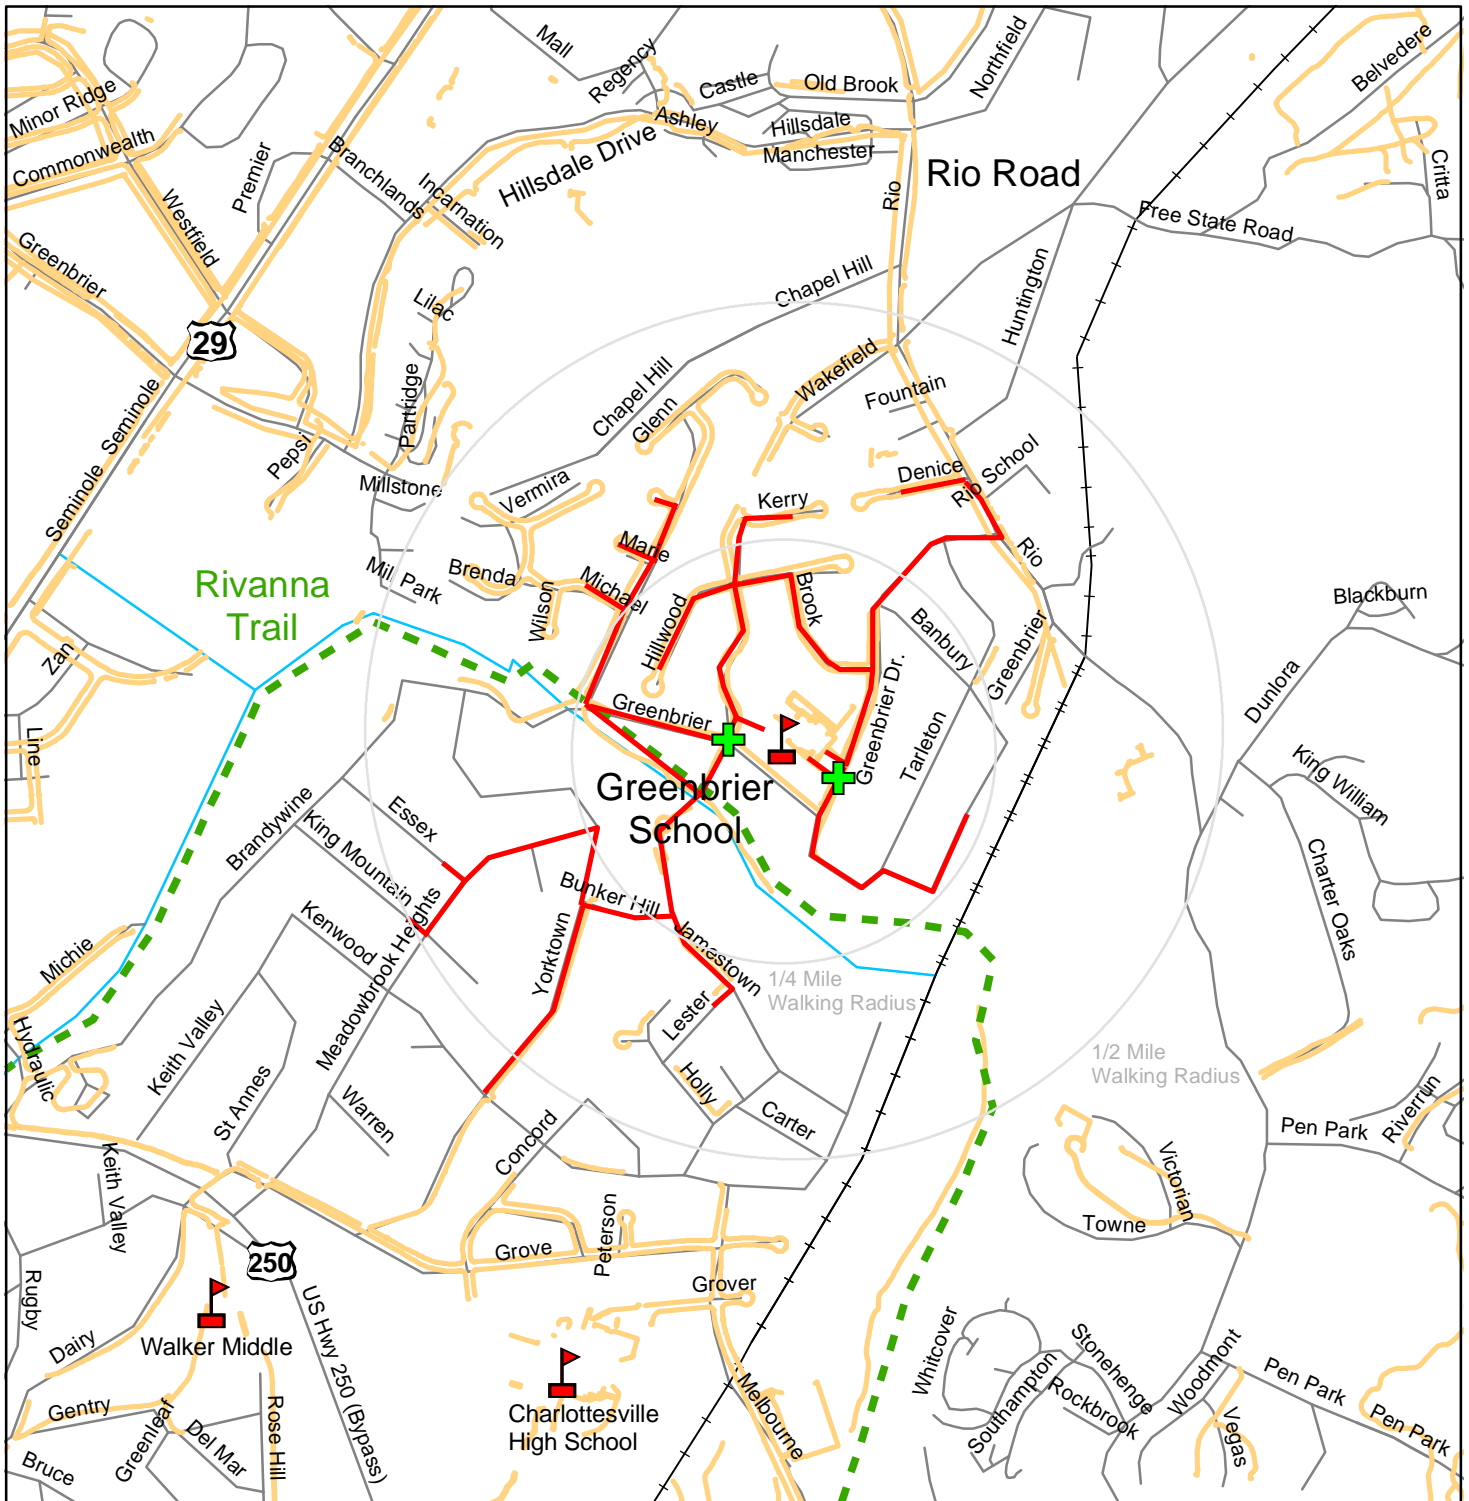 Mall
Regency
Castle
Old Brook
Northfield
Belvedere
Minor Ridge
Commonwealth
Premier
Branchlands
Incarnation
Hillsdale Drive
Ashley
Hillsdale
Manchester
Rio
Rio Road
Critta
Westfield
Free State Road
Greenbrier
Lilac
Chapel Hill
Huntington
29
Seminole
Seminole
Partridge
Pepsi
Millstone
Chapel Hill
Glenn
Wakefield
Fountain
Vermira
Kerry
Denice
Rio School
Rio
Marie
Michael
Brenda
Mill Park
Wilson
Hillwood
Brook
Banbury
Greenbrier
Blackburn
Rivanna
Trail
Zan
Line
Greenbrier
Greenbrier Dr.
Tarleton
Dunlora
King William
Charter Oaks
Greenbrier
School
Brandywine
Essex
King Mountain
Meadowbrook Heights
Kenwood
Bunker Hill
Yorktown
Jamestown
Lester
1/4 Mile
Walking Radius
1/2 Mile
Walking Radius
Michie
Hydraulic
Keith Valley
St Annes
Warren
Holly
Carter
Concord
Pen Park
Riverrun
Victorian
Towne
Keith Valley
250
Rugby
Grove
Peterson
Grover
US Hwy 250 (Bypass)
Dairy
Walker Middle
Gentry
Greenleaf
Del Mar
Rose Hill
Bruce
Charlottesville
High School
Melbourne
Whitcover
Southampton
Stonehenge
Rockbrook
Woodmont
Vegas
Pen Park
Pen Park